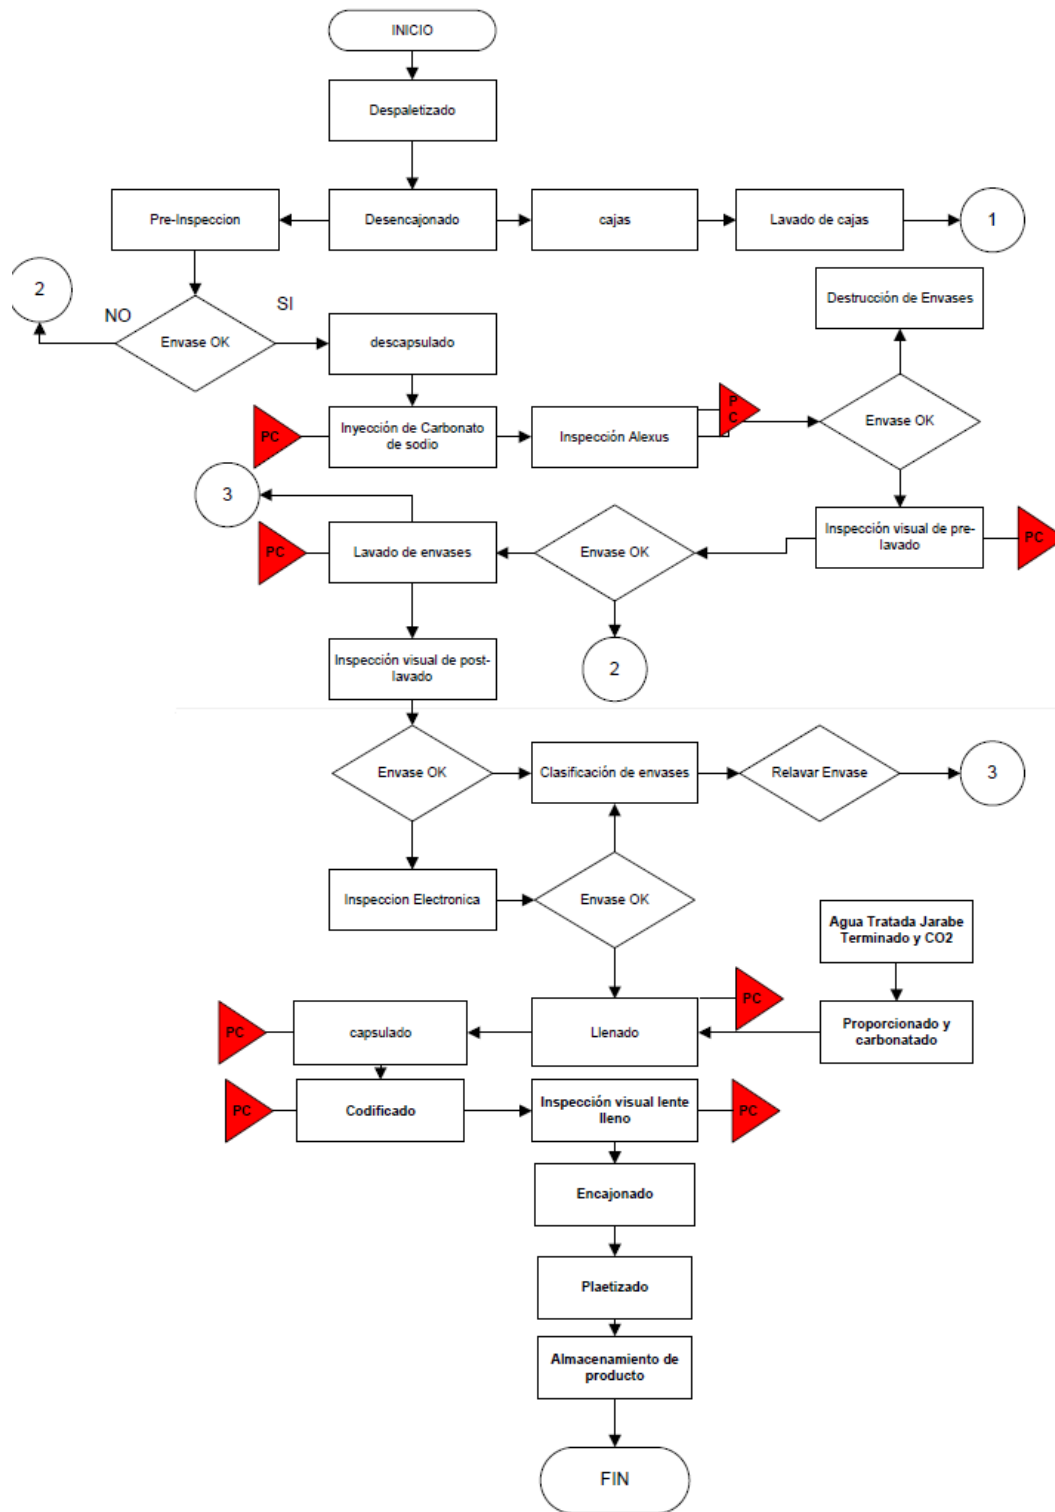 INICIO
Despaletizado
Pre-Inspeccion
Desencajonado
cajas
Lavado de cajas
1
2
NO
Envase OK
SI
descapsulado
Destrucción de Envases
PC
Inyección de Carbonato
de sodio
Inspección Alexus
P
C
Envase OK
3
PC
Lavado de envases
Envase OK
Inspección visual de pre-
lavado
PC
Inspección visual de post-
lavado
2
Envase OK
Clasificación de envases
Relavar Envase
3
Inspeccion Electronica
Envase OK
Agua Tratada Jarabe
Terminado y CO2
PC
capsulado
Llenado
PC
Proporcionado y
carbonatado
PC
Codificado
Inspección visual lente
lleno
PC
Encajonado
Plaetizado
Almacenamiento de
producto
FIN